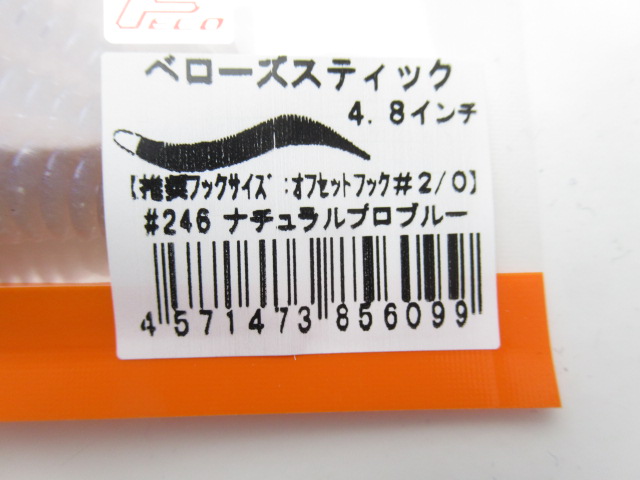 ベローズスティック
4.8インチ
【推奨フックサイズ:オフセットフック#2/0】
#246 ナチュラルプロブルー
4 571473 856099